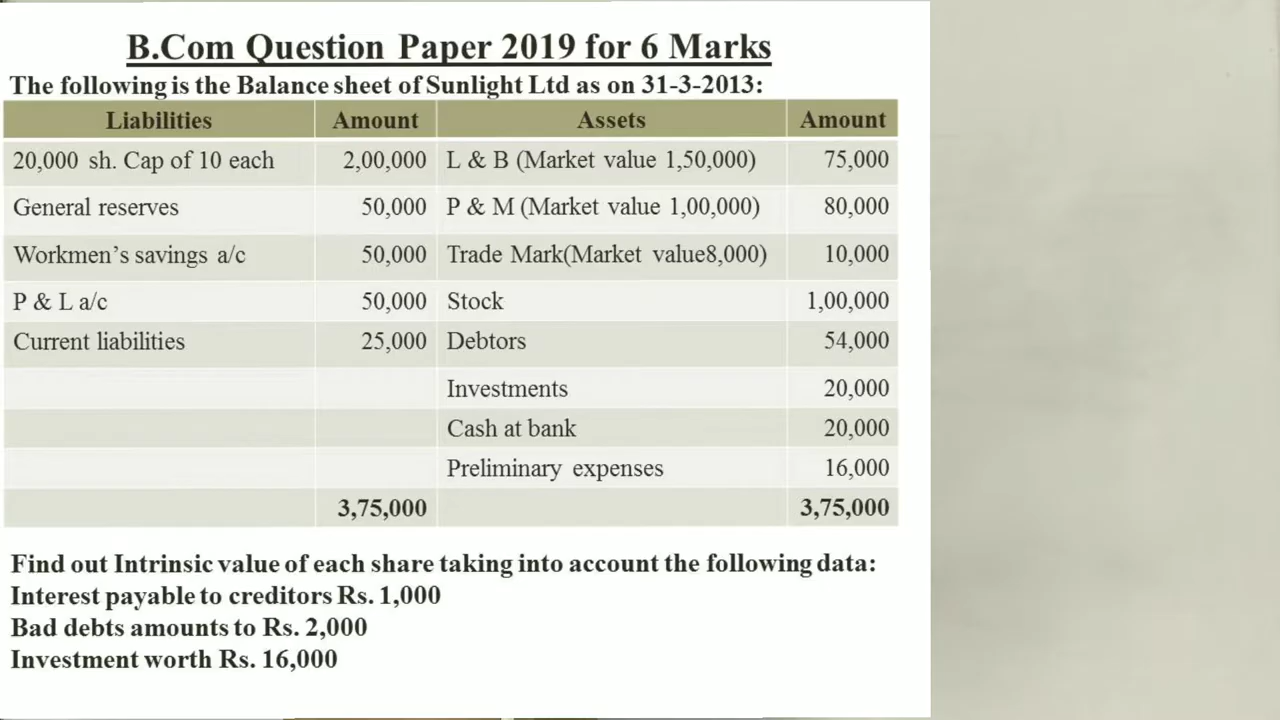 B.Com Question Paper 2019 for 6 Marks
The following is the Balance sheet of Sunlight Ltd as on 31-3-2013:
Liabilities Amount Assets Amount
20,000 sh. Cap of 10 each 2,00,000 L & B (Market value 1,50,000) 75,000
General reserves 50,000 P & M (Market value 1,00,000) 80,000
Workmen's savings a/c 50,000 Trade Mark(Market value8,000) 10,000
P & L a/c 50,000 Stock 1,00,000
Current liabilities 25,000 Debtors 54,000
Investments 20,000
Cash at bank 20,000
Preliminary expenses 16,000
3,75,000 3,75,000
Find out Intrinsic value of each share taking into account the following data:
Interest payable to creditors Rs. 1,000
Bad debts amounts to Rs. 2,000
Investment worth Rs. 16,000